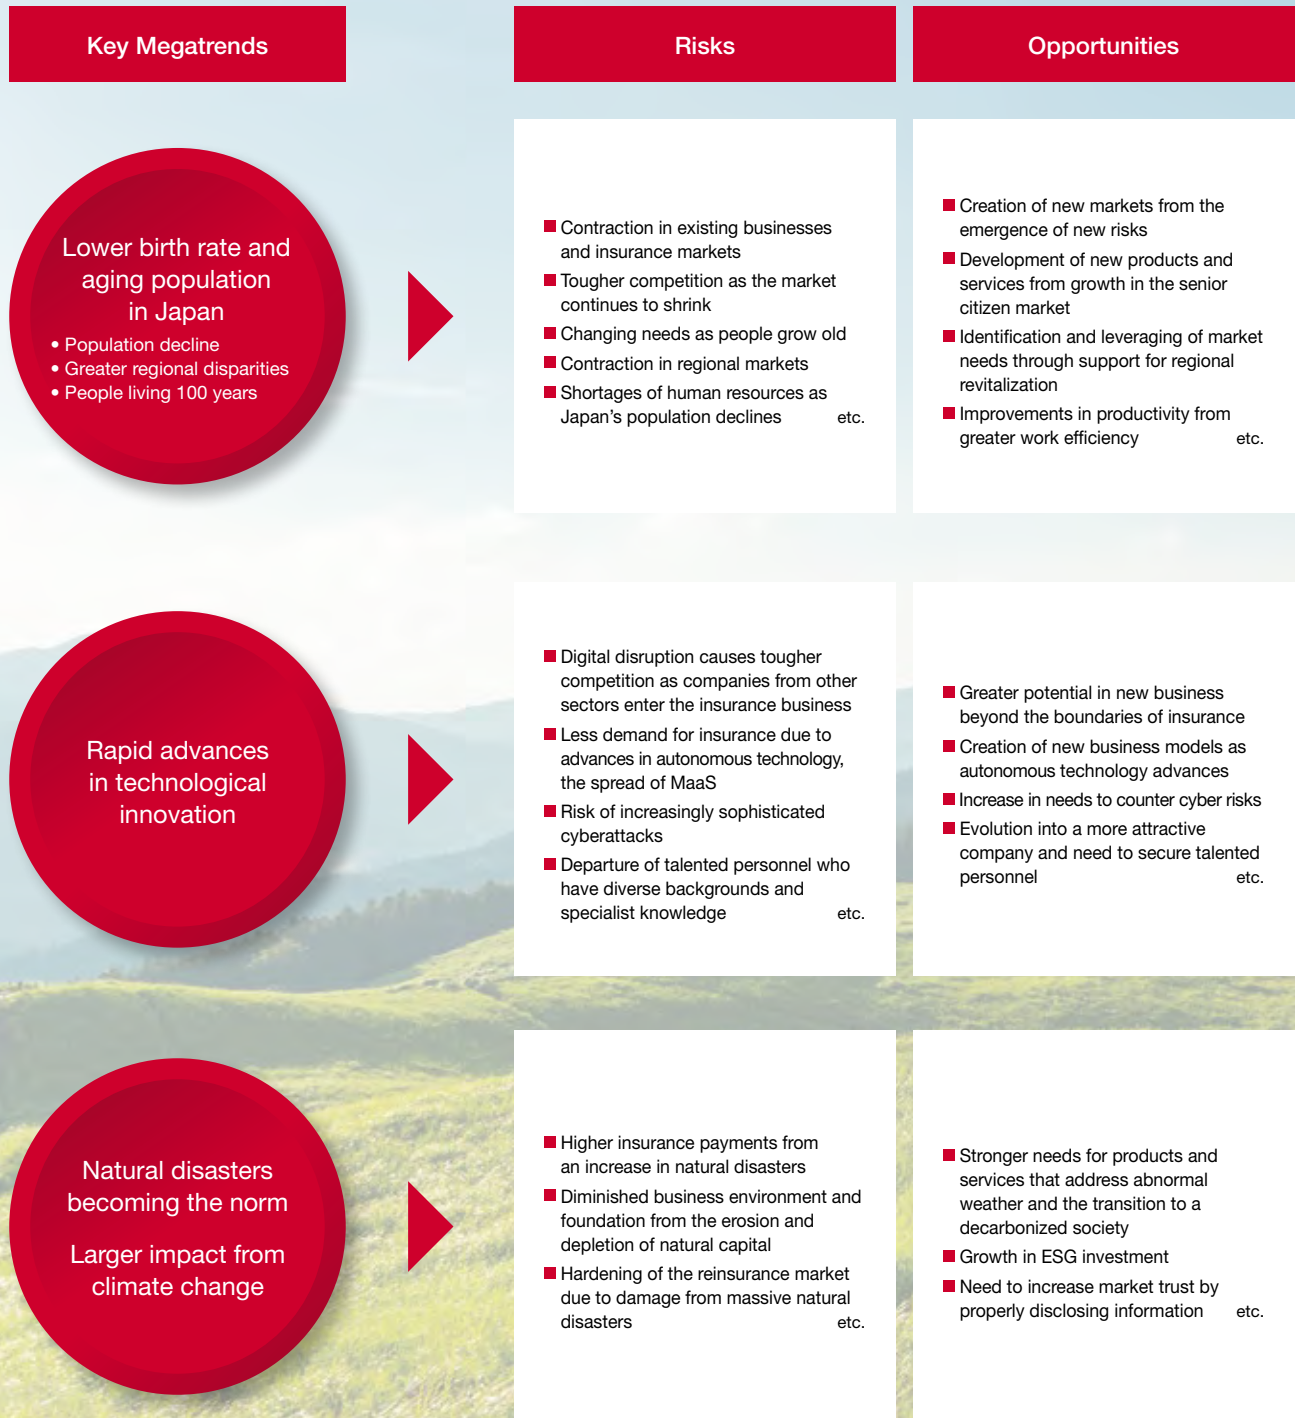 Key Megatrends
Risks
Opportunities
Lower birth rate and
aging population
in Japan
• Population decline
• Greater regional disparities
• People living 100 years
■ Contraction in existing businesses
and insurance markets
■ Tougher competition as the market
continues to shrink
■ Changing needs as people grow old
■ Contraction in regional markets
■ Shortages of human resources as
Japan's population declines etc.
■ Creation of new markets from the
emergence of new risks
■ Development of new products and
services from growth in the senior
citizen market
■ Identification and leveraging of market
needs through support for regional
revitalization
■ Improvements in productivity from
greater work efficiency etc.
Rapid advances
in technological
innovation
■ Digital disruption causes tougher
competition as companies from other
sectors enter the insurance business
■ Less demand for insurance due to
advances in autonomous technology,
the spread of MaaS
■ Risk of increasingly sophisticated
cyberattacks
■ Departure of talented personnel who
have diverse backgrounds and
specialist knowledge etc.
■ Greater potential in new business
beyond the boundaries of insurance
■ Creation of new business models as
autonomous technology advances
■ Increase in needs to counter cyber risks
■ Evolution into a more attractive
company and need to secure talented
personnel etc.
Natural disasters
becoming the norm
Larger impact from
climate change
■ Higher insurance payments from
an increase in natural disasters
■ Diminished business environment and
foundation from the erosion and
depletion of natural capital
■ Hardening of the reinsurance market
due to damage from massive natural
disasters etc.
■ Stronger needs for products and
services that address abnormal
weather and the transition to a
decarbonized society
■ Growth in ESG investment
■ Need to increase market trust by
properly disclosing information etc.